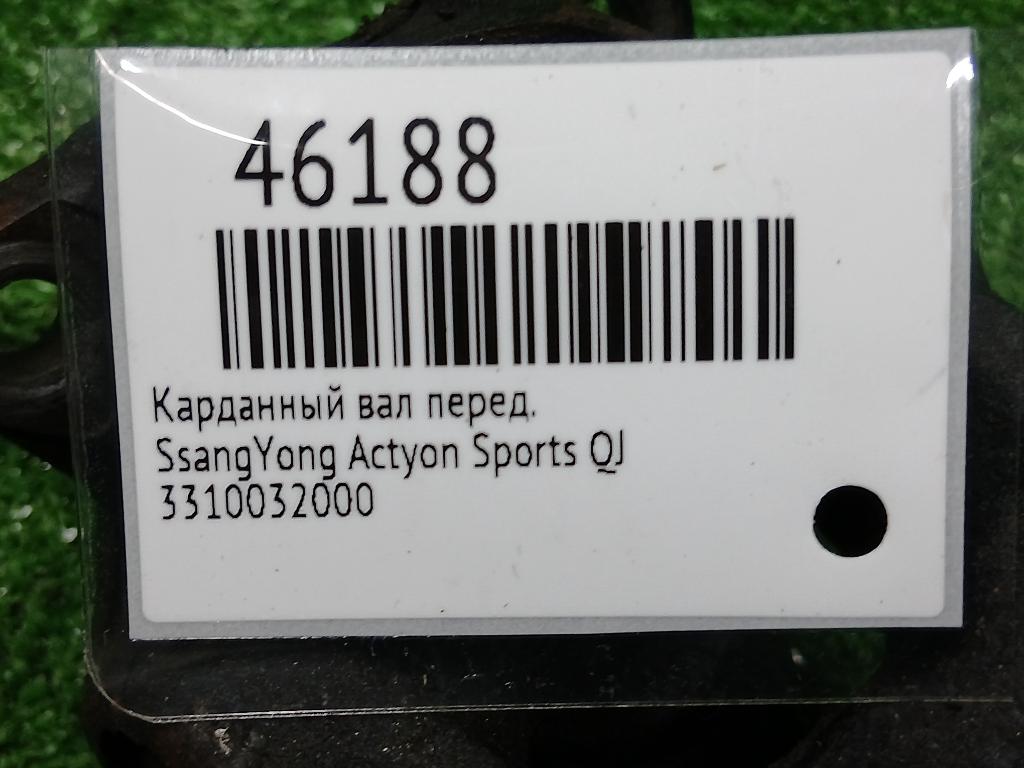 46188
Карданный вал перед.
SsangYong Actyon Sports QJ
3310032000